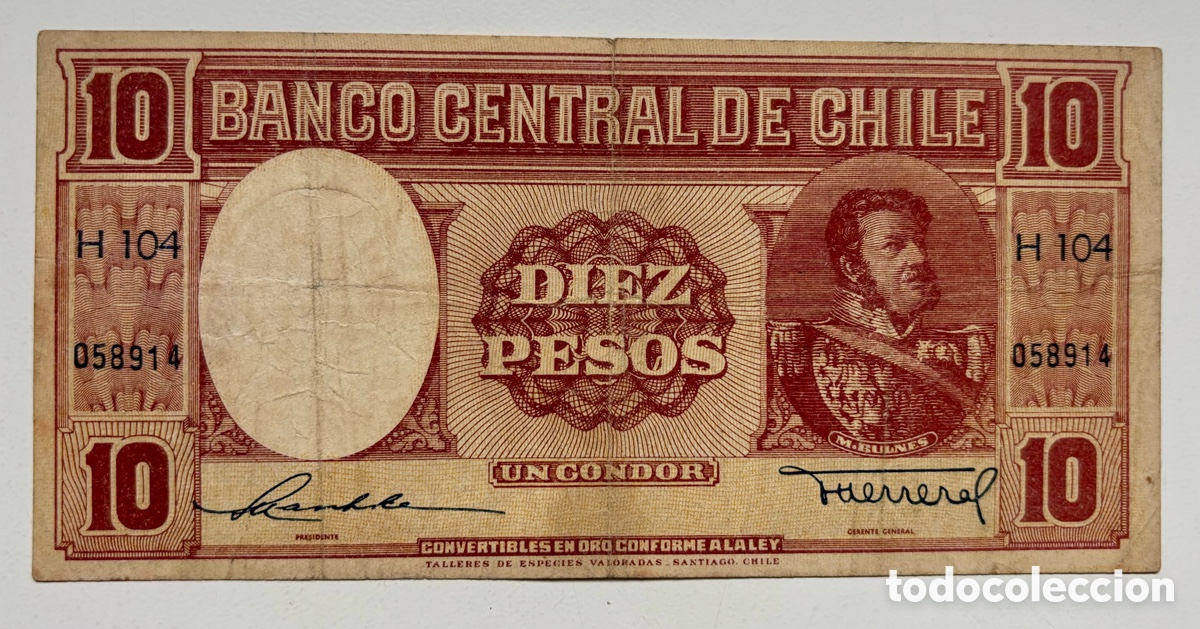 10 BANCO CENTRAL DE CHILE 10
H 104 H 104
DIEZ
PESOS
058914 058914
M. BULNES
10 UN CONDOR 10
PRESIDENTE GERENTE GENERAL
CONVERTIBLES EN ORO CONFORME A LA LEY
TALLERES DE ESPECIES VALORADAS. SANTIAGO. CHILE
todocoleccion